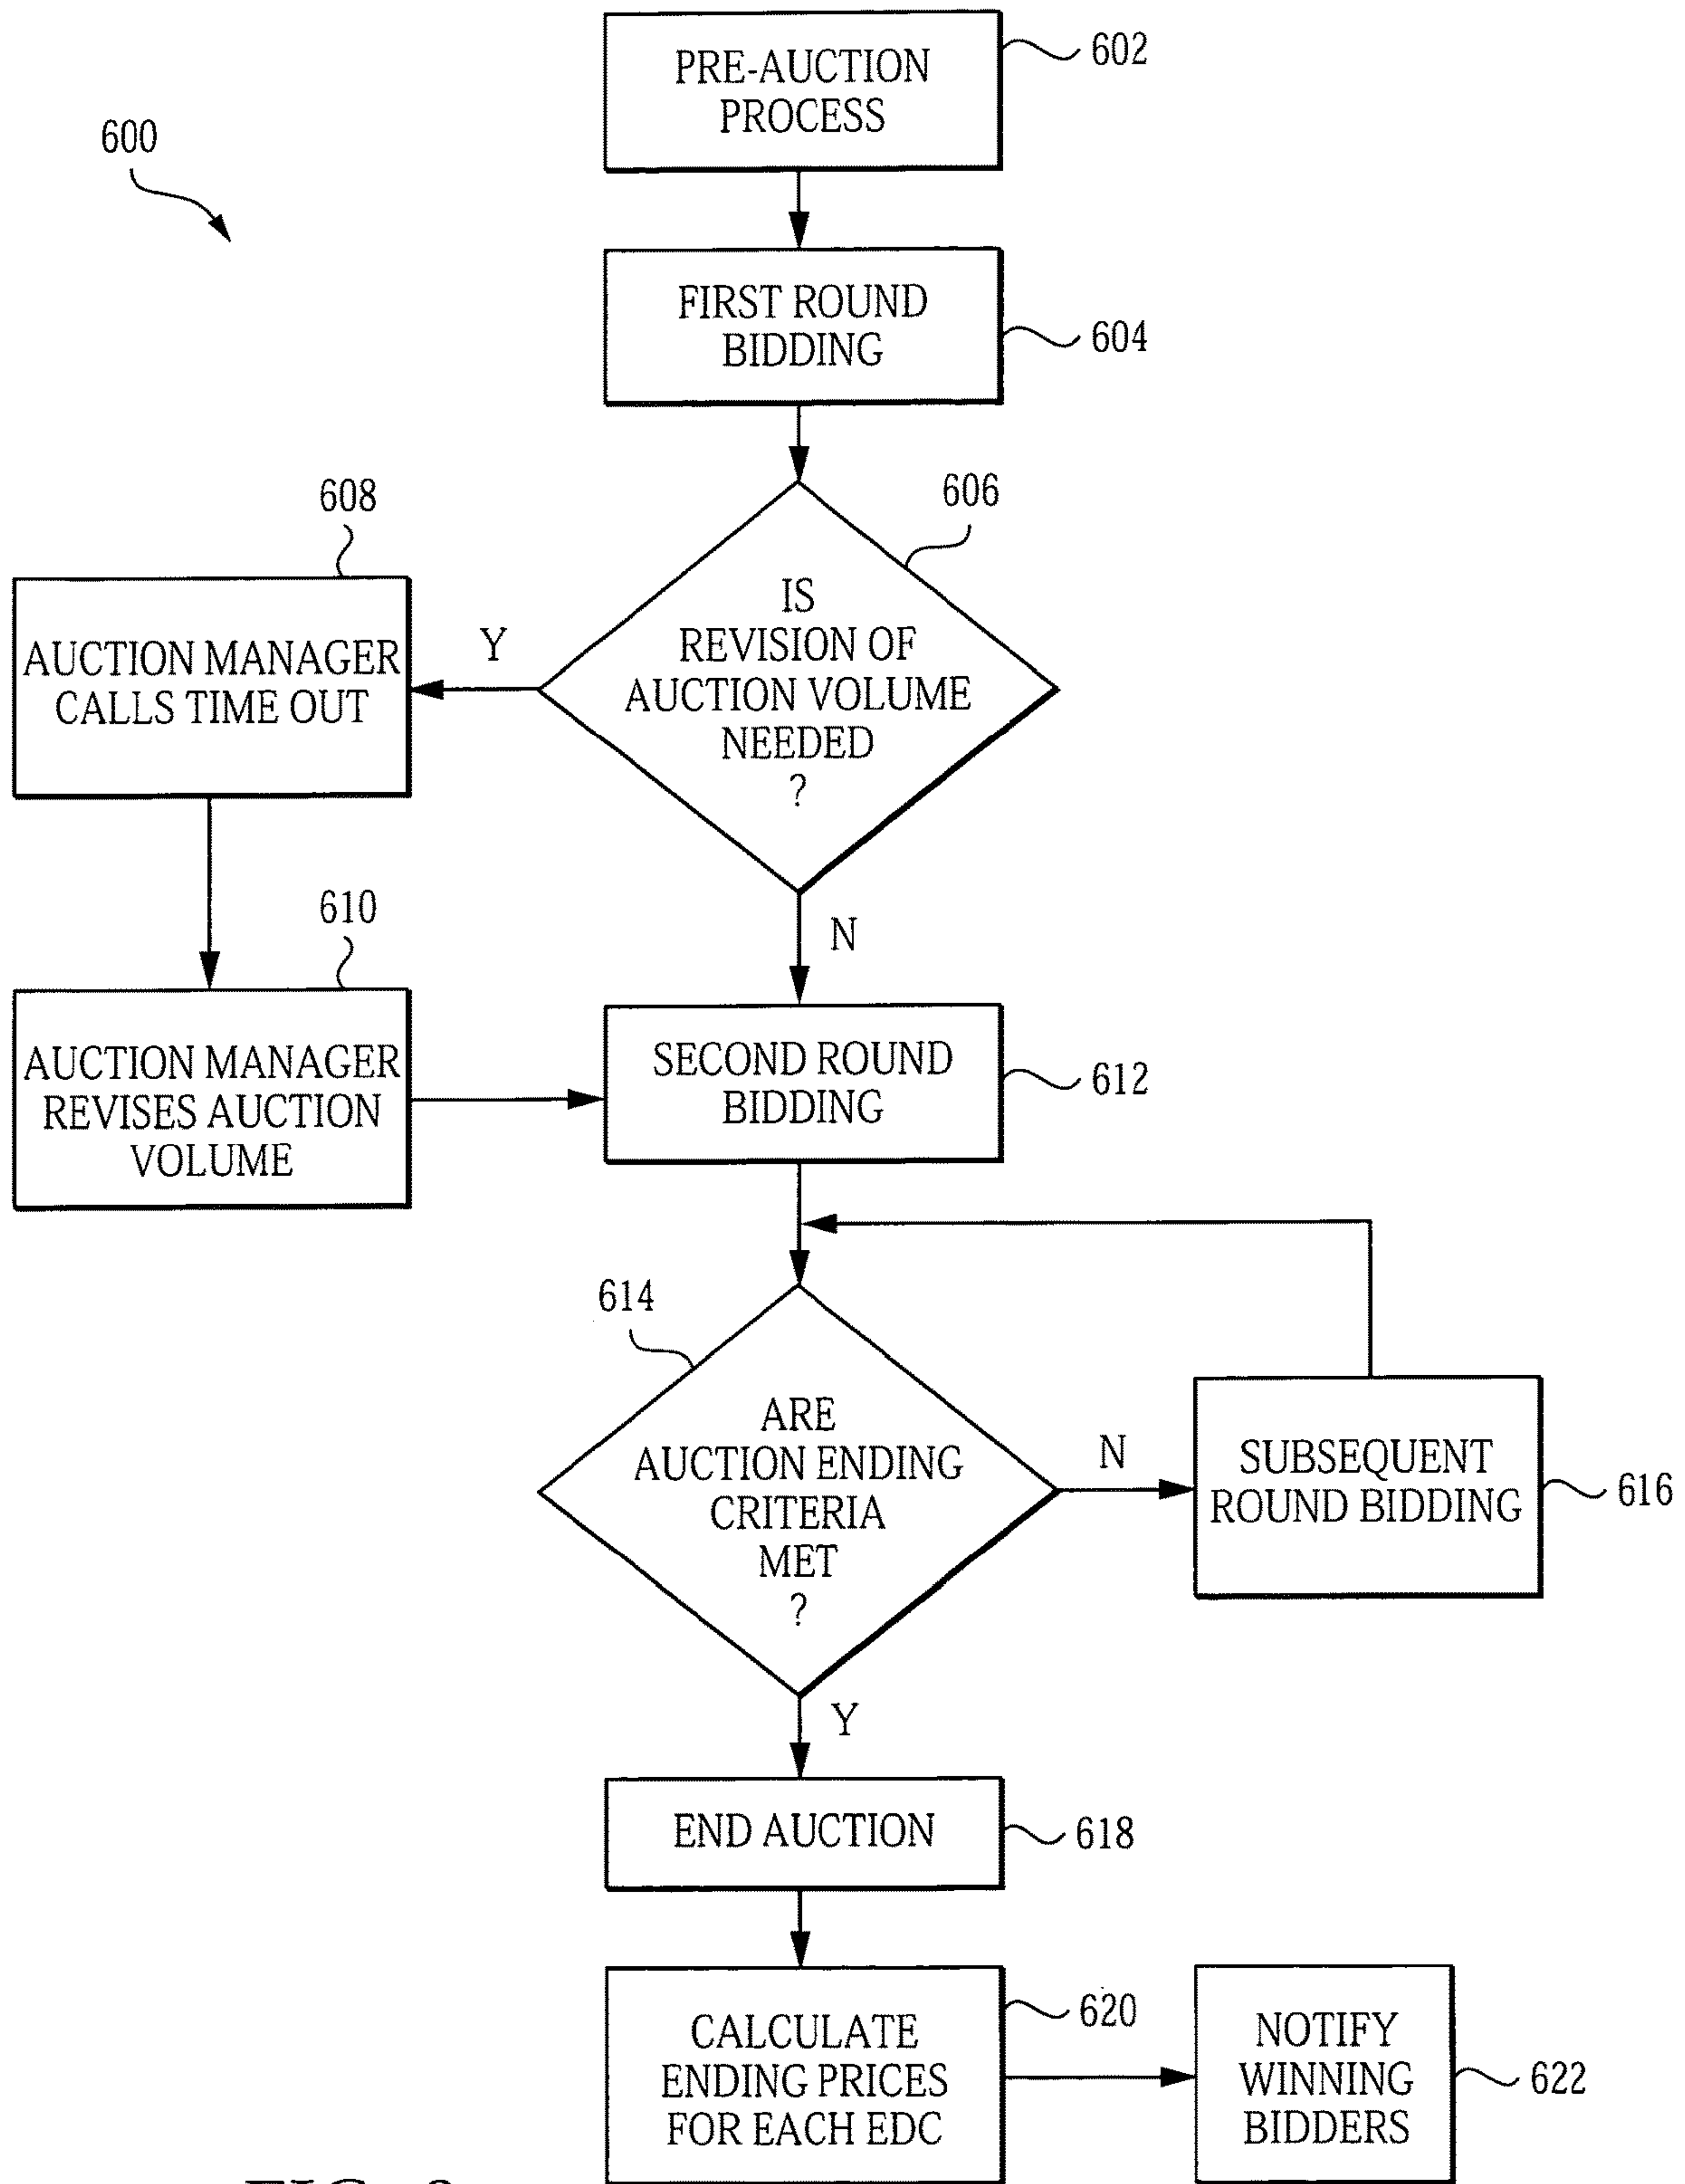 PRE-AUCTION
PROCESS
602
600
FIRST ROUND
BIDDING
604
606
608
IS
REVISION OF
AUCTION VOLUME
NEEDED
?
Y
AUCTION MANAGER
CALLS TIME OUT
N
610
AUCTION MANAGER
REVISES AUCTION
VOLUME
SECOND ROUND
BIDDING
612
614
ARE
AUCTION ENDING
CRITERIA
MET
?
N
SUBSEQUENT
ROUND BIDDING
616
Y
END AUCTION
618
CALCULATE
ENDING PRICES
FOR EACH EDC
620
NOTIFY
WINNING
BIDDERS
622